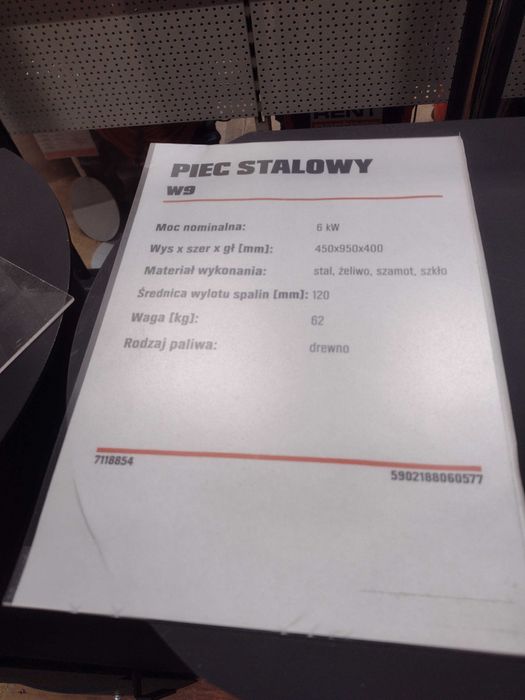 RENT
PIEC STALOWY
W9
Moc nominalna: 6 kW
Wys x szer x gł [mm]: 450x950x400
Materiał wykonania: stal, żeliwo, szamot, szkło
Średnica wylotu spalin [mm]: 120
Waga [kg]: 62
Rodzaj paliwa: drewno
7118854
5902188060577